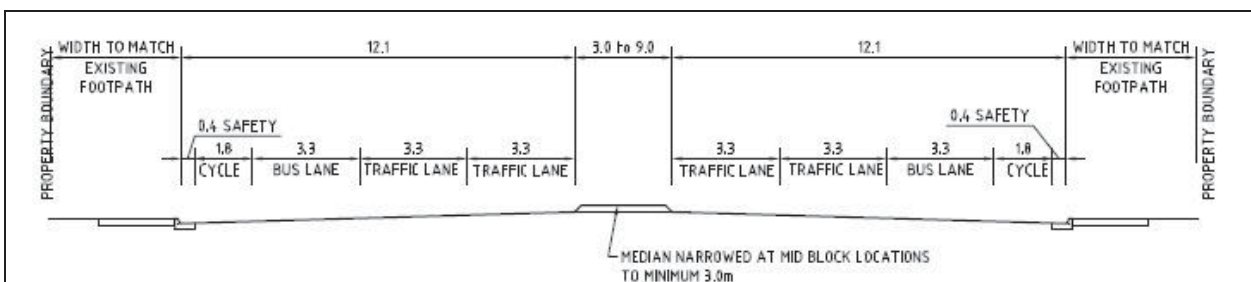 WIDTH TO MATCH 12.1 3.0 to 9.0 12.1 WIDTH TO MATCH
EXISTING
FOOTPATH
EXISTING
FOOTPATH
PROPERTY BOUNDARY
PROPERTY BOUNDARY
0.4 SAFETY
0.4 SAFETY
1.8 3.3 3.3 3.3 3.3 3.3 3.3 1.8
CYCLE BUS LANE TRAFFIC LANE TRAFFIC LANE TRAFFIC LANE TRAFFIC LANE BUS LANE CYCLE
MEDIAN NARROWED AT MID BLOCK LOCATIONS
TO MINIMUM 3.0m